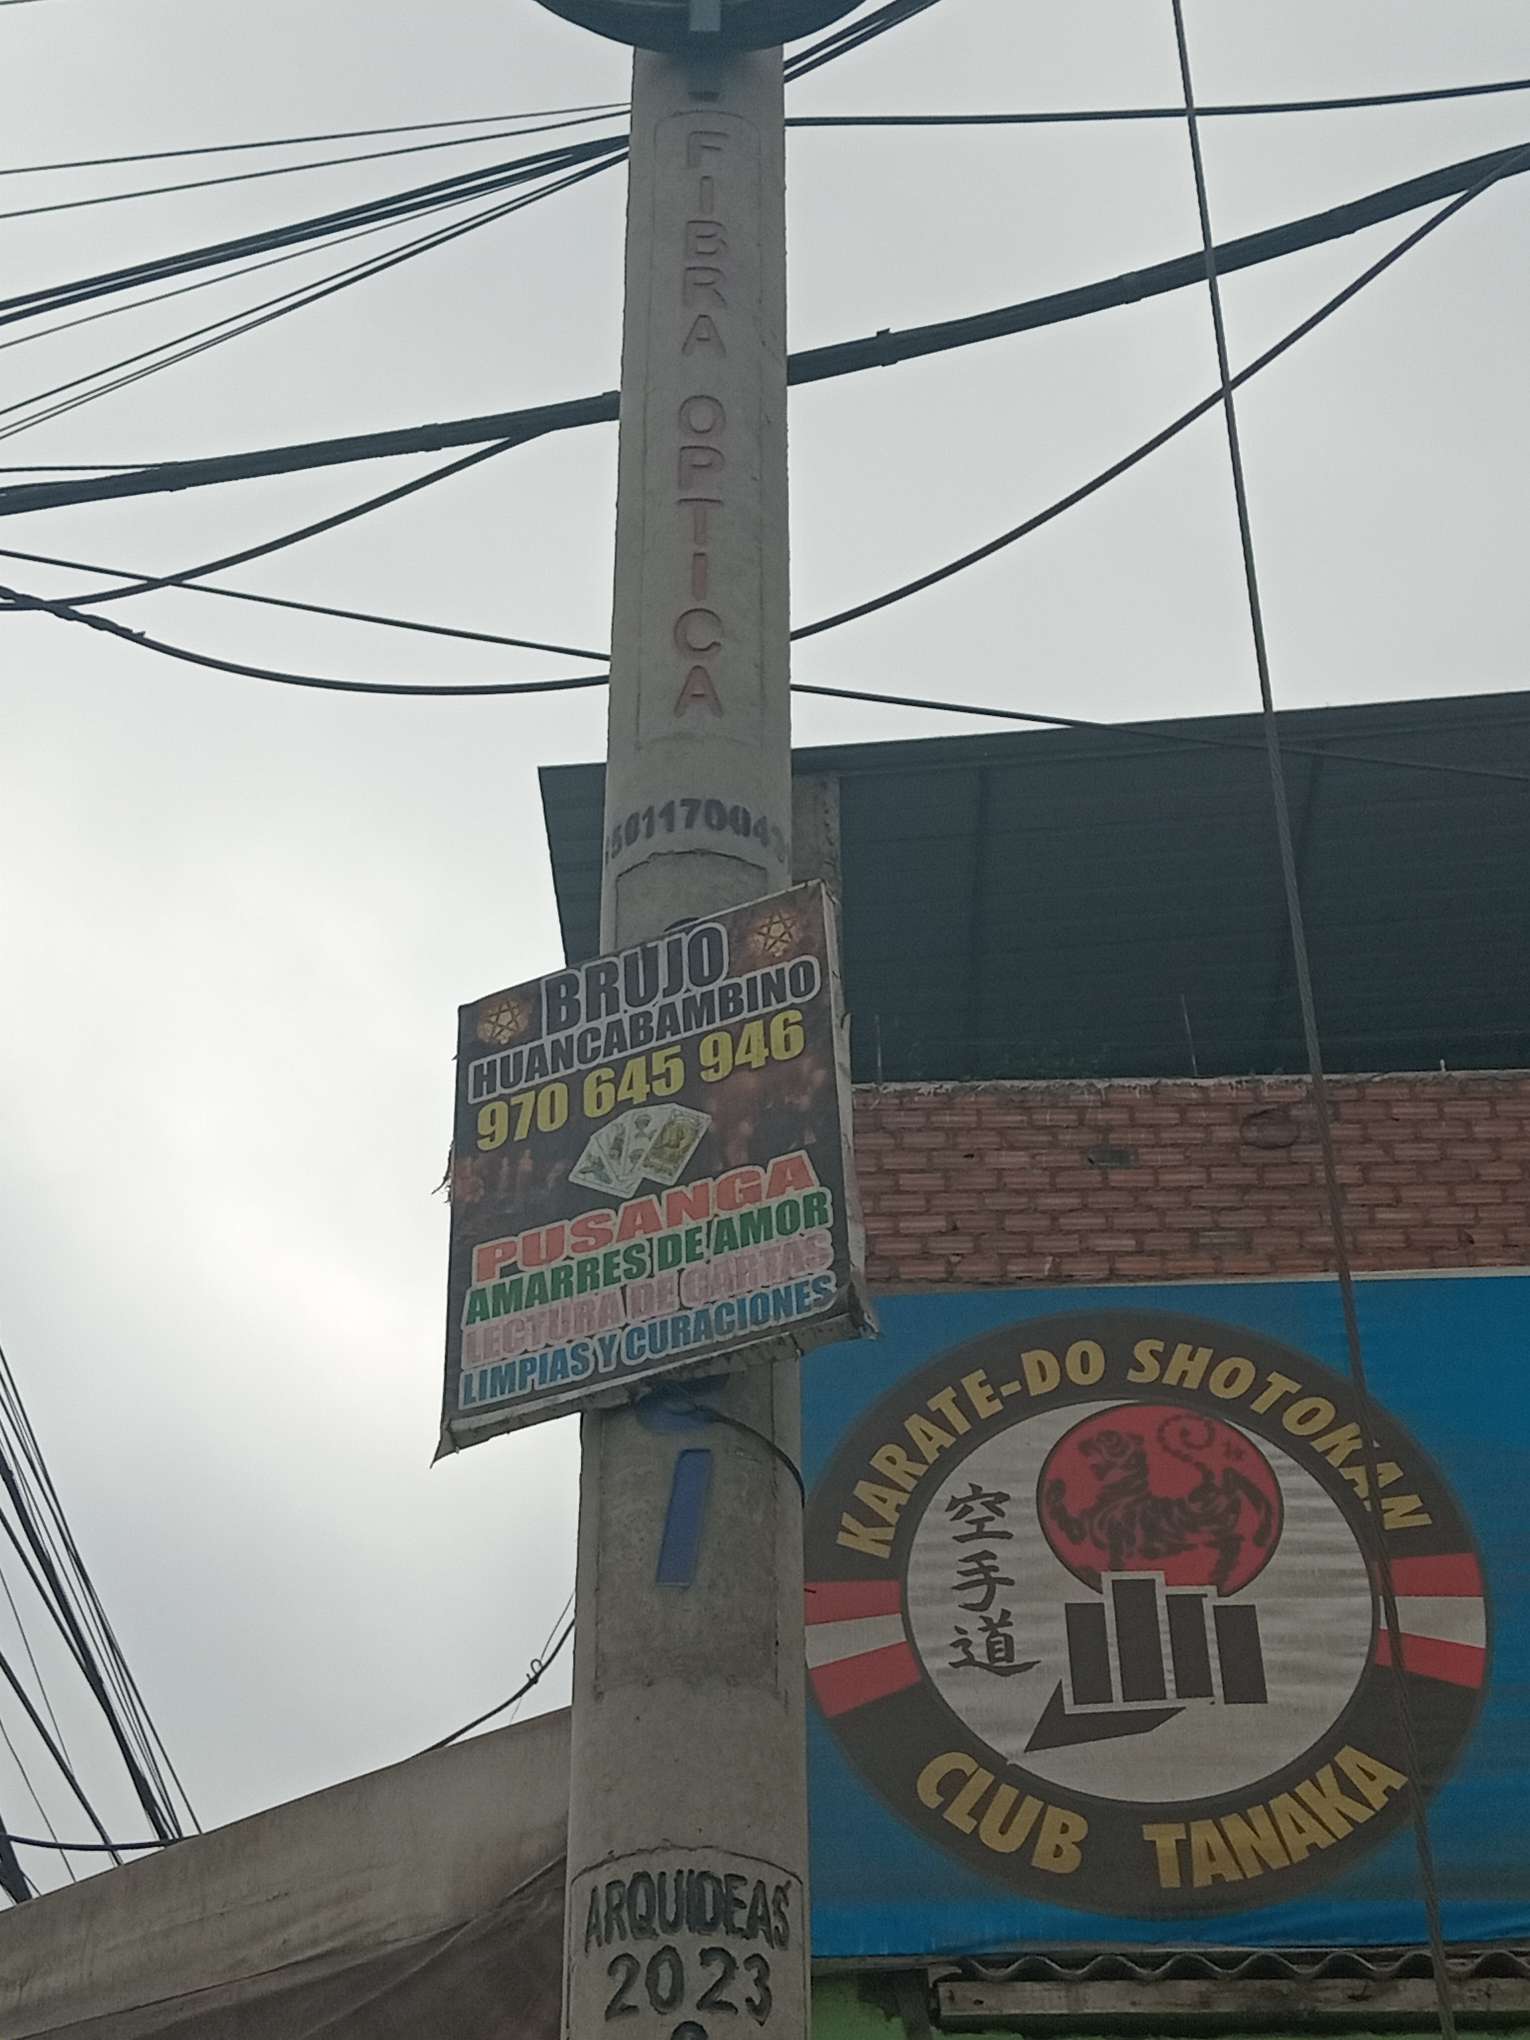 FIBRA OPTICA
BRUJO
HUANCABAMBINO
970 645 946
PUSANGA
AMARRES DE AMOR
LECTURA DE CARTAS
LIMPIAS Y CURACIONES
KARATE-DO SHOTOKAN
空手道
CLUB TANAKA
ARQUIDEAS
2023